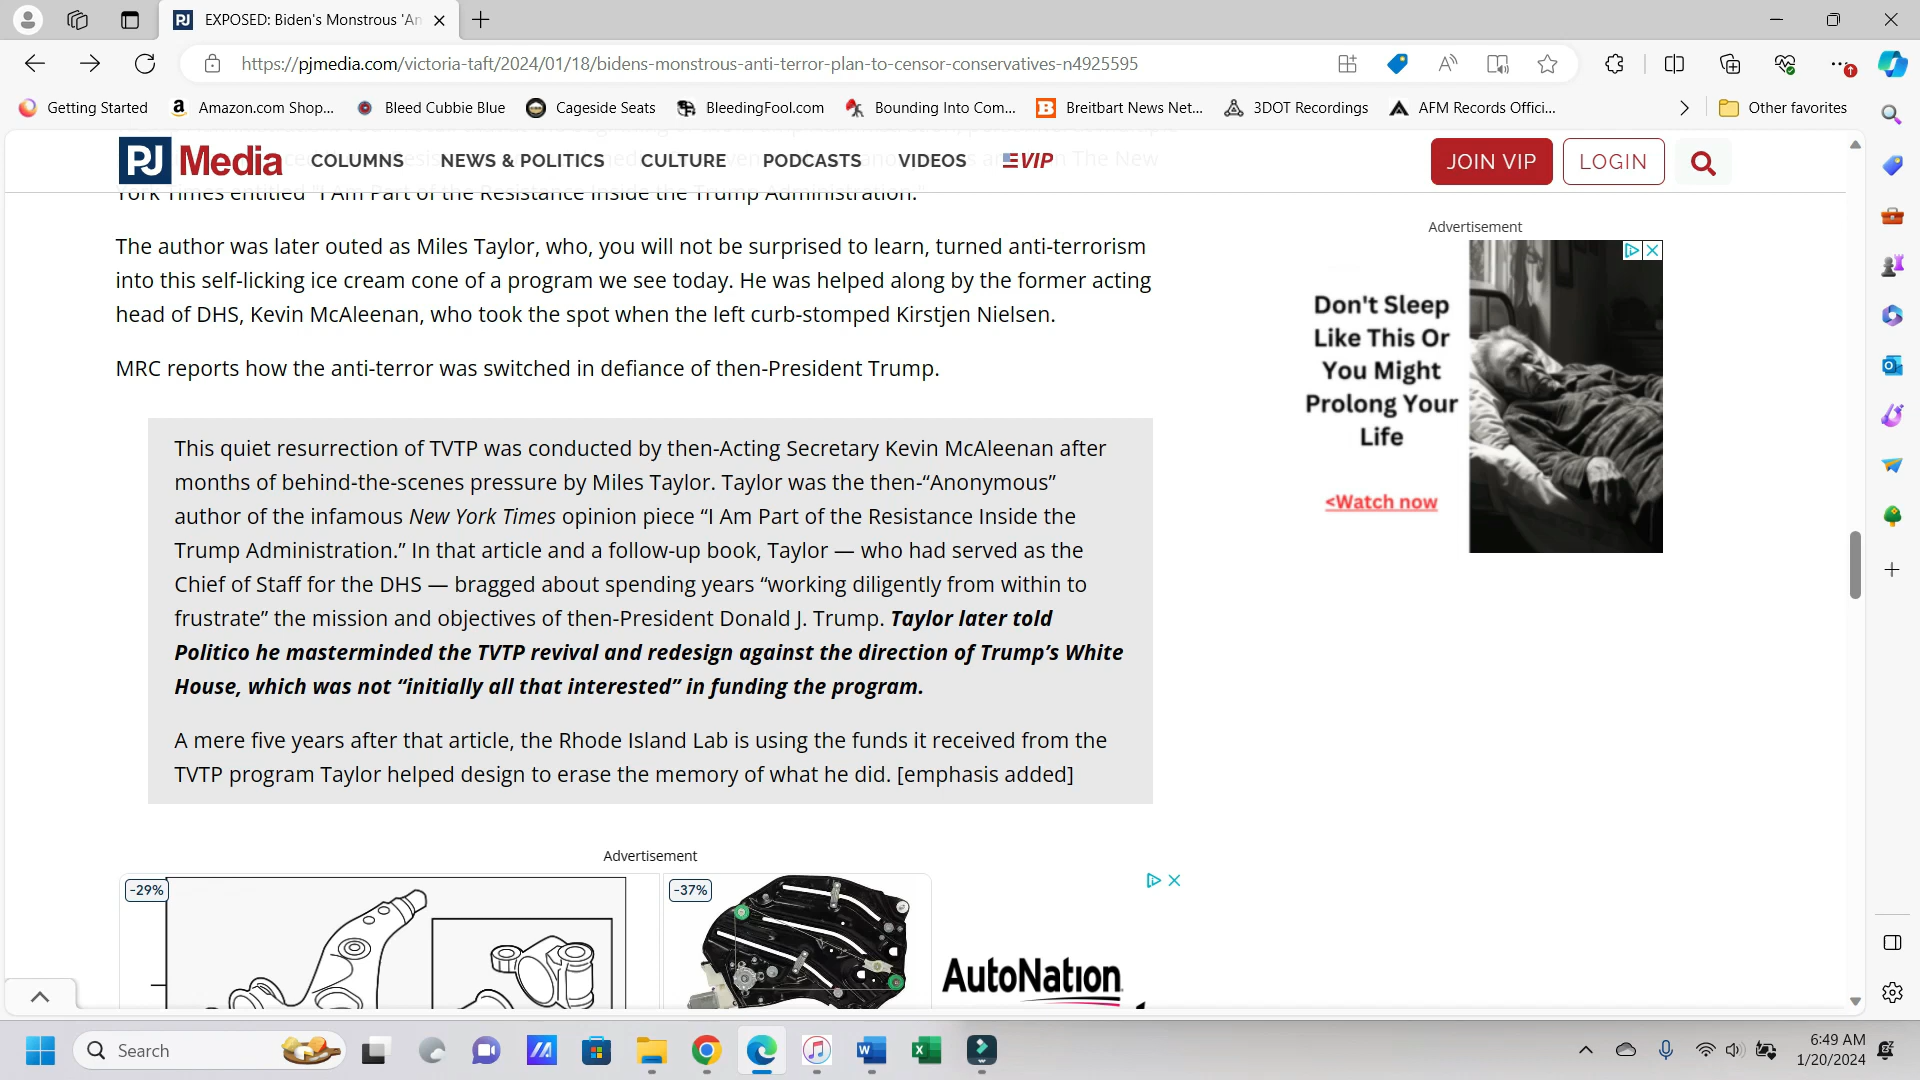 EXPOSED: Biden's Monstrous 'An
https://pjmedia.com/victoria-taft/2024/01/18/bidens-monstrous-anti-terror-plan-to-censor-conservatives-n4925595
Getting Started
Amazon.com Shop...
Bleed Cubbie Blue
Cageside Seats
BleedingFool.com
Bounding Into Com...
Breitbart News Net...
3DOT Recordings
AFM Records Offici...
Other favorites
PJ Media
COLUMNS
NEWS & POLITICS
CULTURE
PODCASTS
VIDEOS
VIP
JOIN VIP
LOGIN
York Times entitled "I Am Part of the Resistance Inside the Trump Administration."
The author was later outed as Miles Taylor, who, you will not be surprised to learn, turned anti-terrorism
into this self-licking ice cream cone of a program we see today. He was helped along by the former acting
head of DHS, Kevin McAleenan, who took the spot when the left curb-stomped Kirstjen Nielsen.
MRC reports how the anti-terror was switched in defiance of then-President Trump.
This quiet resurrection of TVTP was conducted by then-Acting Secretary Kevin McAleenan after
months of behind-the-scenes pressure by Miles Taylor. Taylor was the then-“Anonymous”
author of the infamous New York Times opinion piece “I Am Part of the Resistance Inside the
Trump Administration.” In that article and a follow-up book, Taylor — who had served as the
Chief of Staff for the DHS — bragged about spending years “working diligently from within to
frustrate” the mission and objectives of then-President Donald J. Trump. Taylor later told
Politico he masterminded the TVTP revival and redesign against the direction of Trump’s White
House, which was not “initially all that interested” in funding the program.
A mere five years after that article, the Rhode Island Lab is using the funds it received from the
TVTP program Taylor helped design to erase the memory of what he did. [emphasis added]
Advertisement
Don't Sleep
Like This Or
You Might
Prolong Your
Life
<Watch now
Advertisement
-29%
-37%
AutoNation
Search
6:49 AM
1/20/2024